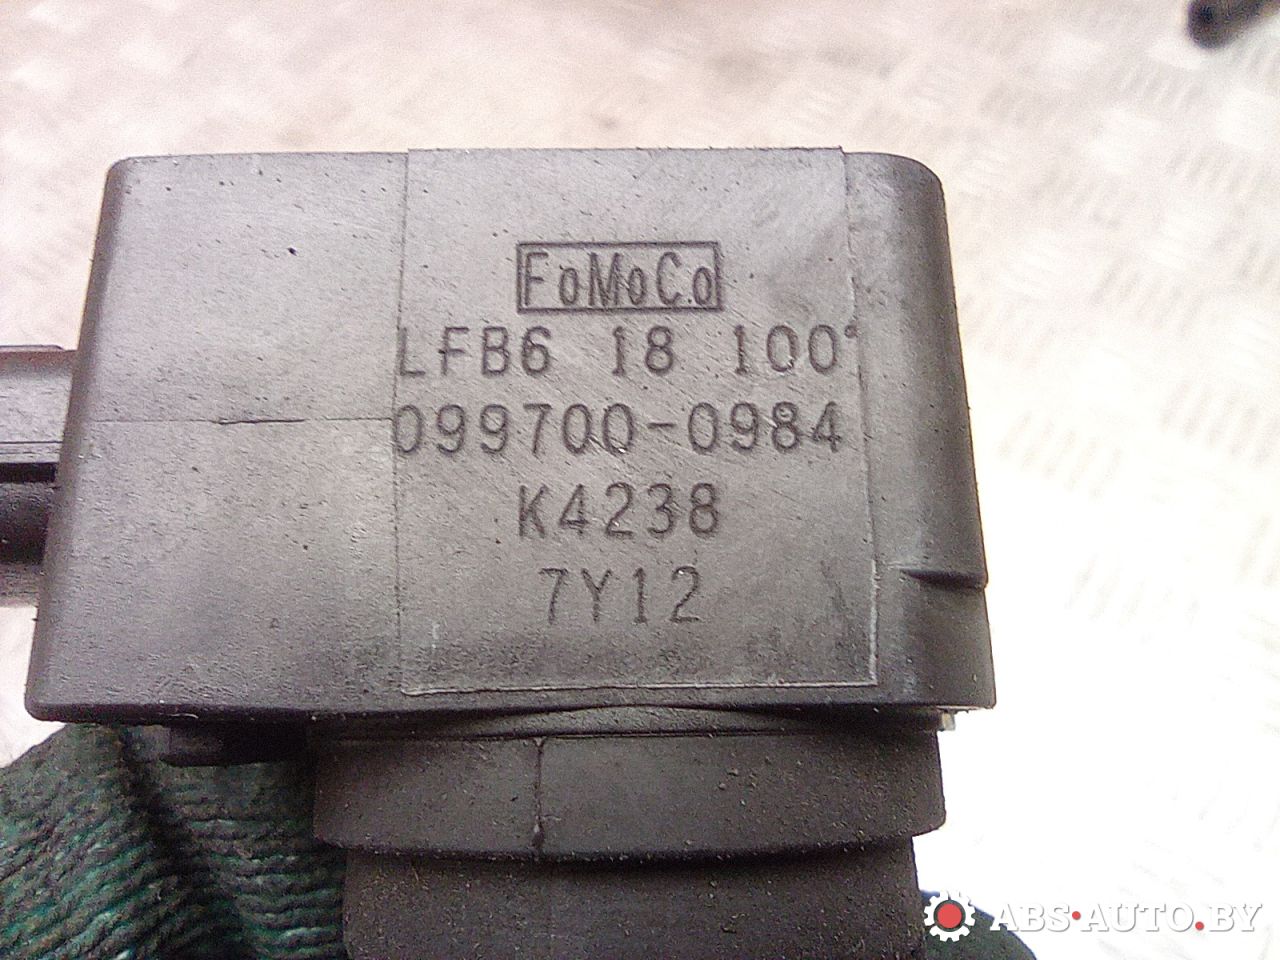 FoMoCo
LFB6 18 100°
099700-0984
K4238
7Y12
ABS•AUTO.BY